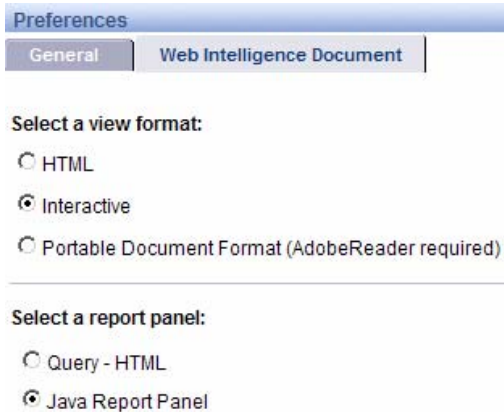 Preferences
General Web Intelligence Document
Select a view format:
HTML
Interactive
Portable Document Format (AdobeReader required)
Select a report panel:
Query - HTML
Java Report Panel